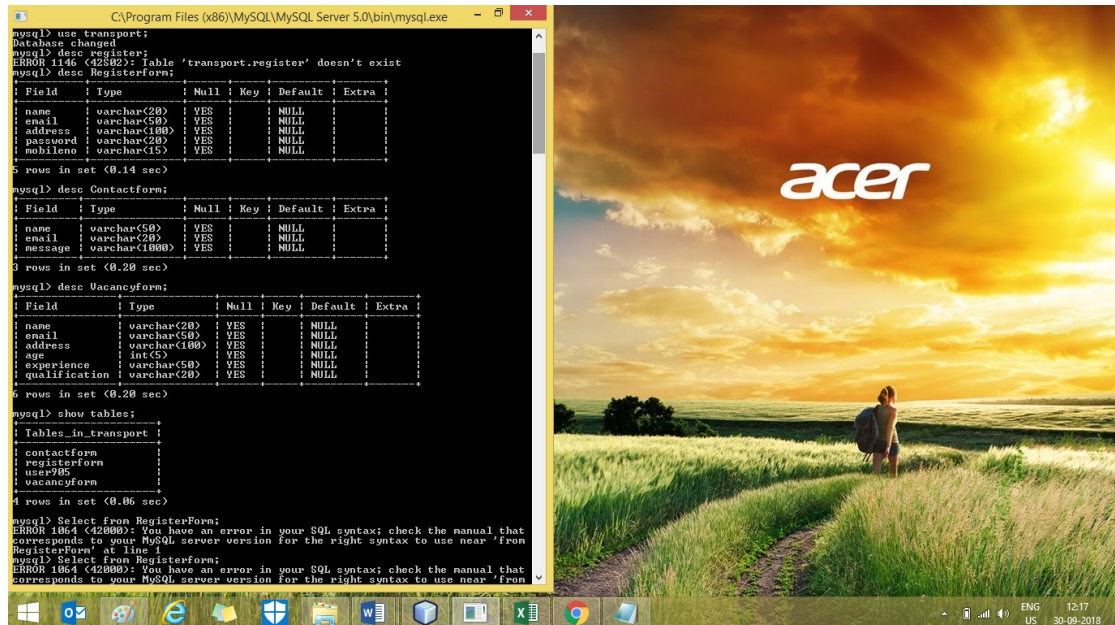 C:\Program Files (x86)\MySQL\MySQL Server 5.0\bin\mysql.exe
mysql> use transport;
Database changed
mysql> desc register;
ERROR 1146 (42S02): Table 'transport.register' doesn't exist
mysql> desc Registerform;
| Field | Type | Null | Key | Default | Extra |
| name | varchar(20) | YES | | NULL | |
| email | varchar(50) | YES | | NULL | |
| address | varchar(100) | YES | | NULL | |
| password | varchar(20) | YES | | NULL | |
| mobileno | varchar(15) | YES | | NULL | |
5 rows in set (0.14 sec)
mysql> desc Contactform;
| Field | Type | Null | Key | Default | Extra |
| name | varchar(50) | YES | | NULL | |
| email | varchar(20) | YES | | NULL | |
| message | varchar(1000) | YES | | NULL | |
3 rows in set (0.20 sec)
mysql> desc Vacancyform;
| Field | Type | Null | Key | Default | Extra |
| name | varchar(20) | YES | | NULL | |
| email | varchar(50) | YES | | NULL | |
| address | varchar(100) | YES | | NULL | |
| age | int(5) | YES | | NULL | |
| experience | varchar(50) | YES | | NULL | |
| qualification | varchar(20) | YES | | NULL | |
6 rows in set (0.20 sec)
mysql> show tables;
| Tables_in_transport |
| contactform |
| registerform |
| user905 |
| vacancyform |
4 rows in set (0.06 sec)
mysql> Select from RegisterForm;
ERROR 1064 (42000): You have an error in your SQL syntax; check the manual that
corresponds to your MySQL server version for the right syntax to use near 'from
RegisterForm' at line 1
mysql> Select from Registerform;
ERROR 1064 (42000): You have an error in your SQL syntax; check the manual that
corresponds to your MySQL server version for the right syntax to use near 'from
acer
ENG 12:17
US 30-09-2018